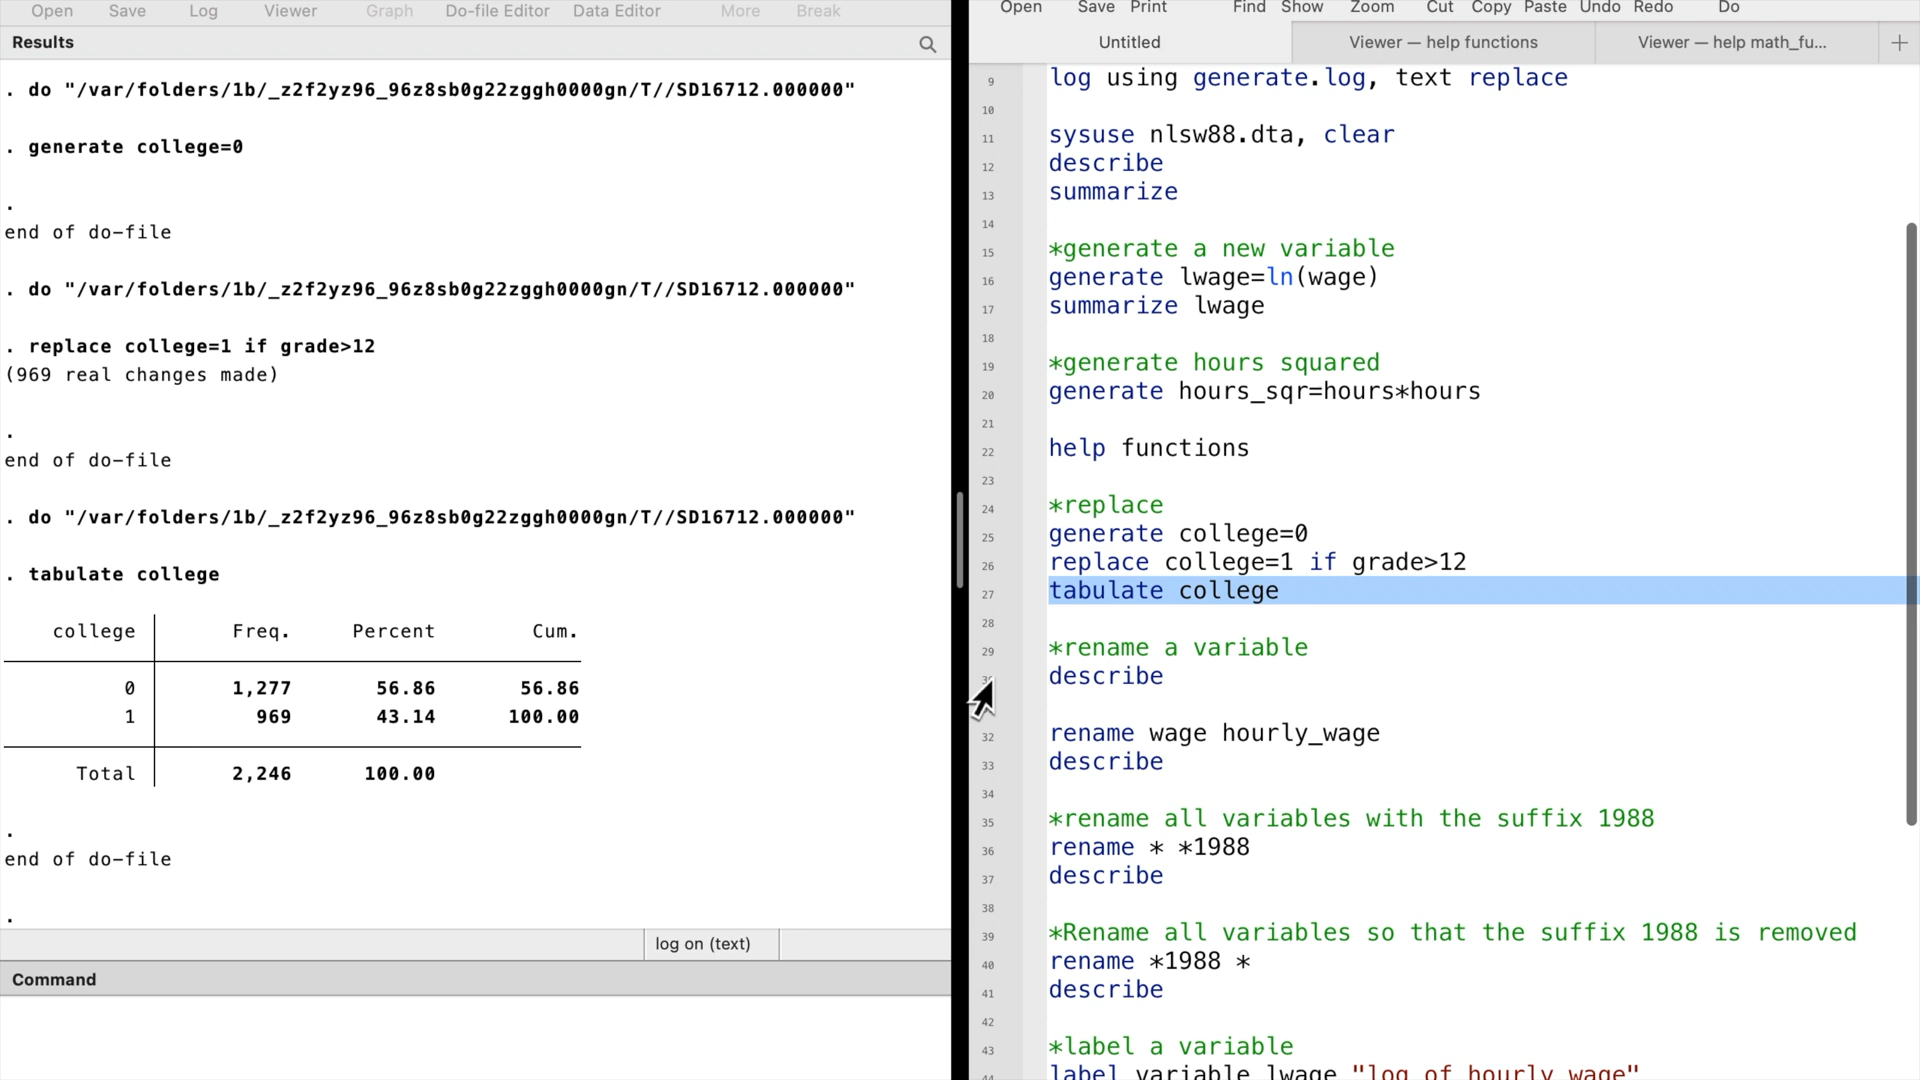 Open Save Log Viewer Graph Do-file Editor Data Editor More Break
Results
. do "/var/folders/1b/_z2f2yz96_96z8sb0g22zggh0000gn/T//SD16712.000000"
. generate college=0
.
end of do-file
. do "/var/folders/1b/_z2f2yz96_96z8sb0g22zggh0000gn/T//SD16712.000000"
. replace college=1 if grade>12
(969 real changes made)
.
end of do-file
. do "/var/folders/1b/_z2f2yz96_96z8sb0g22zggh0000gn/T//SD16712.000000"
. tabulate college
college Freq. Percent Cum.
0 1,277 56.86 56.86
1 969 43.14 100.00
Total 2,246 100.00
.
end of do-file
.
log on (text)
Command
Open Save Print Find Show Zoom Cut Copy Paste Undo Redo Do
Untitled Viewer — help functions Viewer — help math_fu...
9 log using generate.log, text replace
10
11 sysuse nlsw88.dta, clear
12 describe
13 summarize
14
15 *generate a new variable
16 generate lwage=ln(wage)
17 summarize lwage
18
19 *generate hours squared
20 generate hours_sqr=hours*hours
21
22 help functions
23
24 *replace
25 generate college=0
26 replace college=1 if grade>12
27 tabulate college
28
29 *rename a variable
describe
32 rename wage hourly_wage
33 describe
34
35 *rename all variables with the suffix 1988
36 rename * *1988
37 describe
38
39 *Rename all variables so that the suffix 1988 is removed
40 rename *1988 *
41 describe
42
43 *label a variable
44 label variable lwage "log of hourly wage"